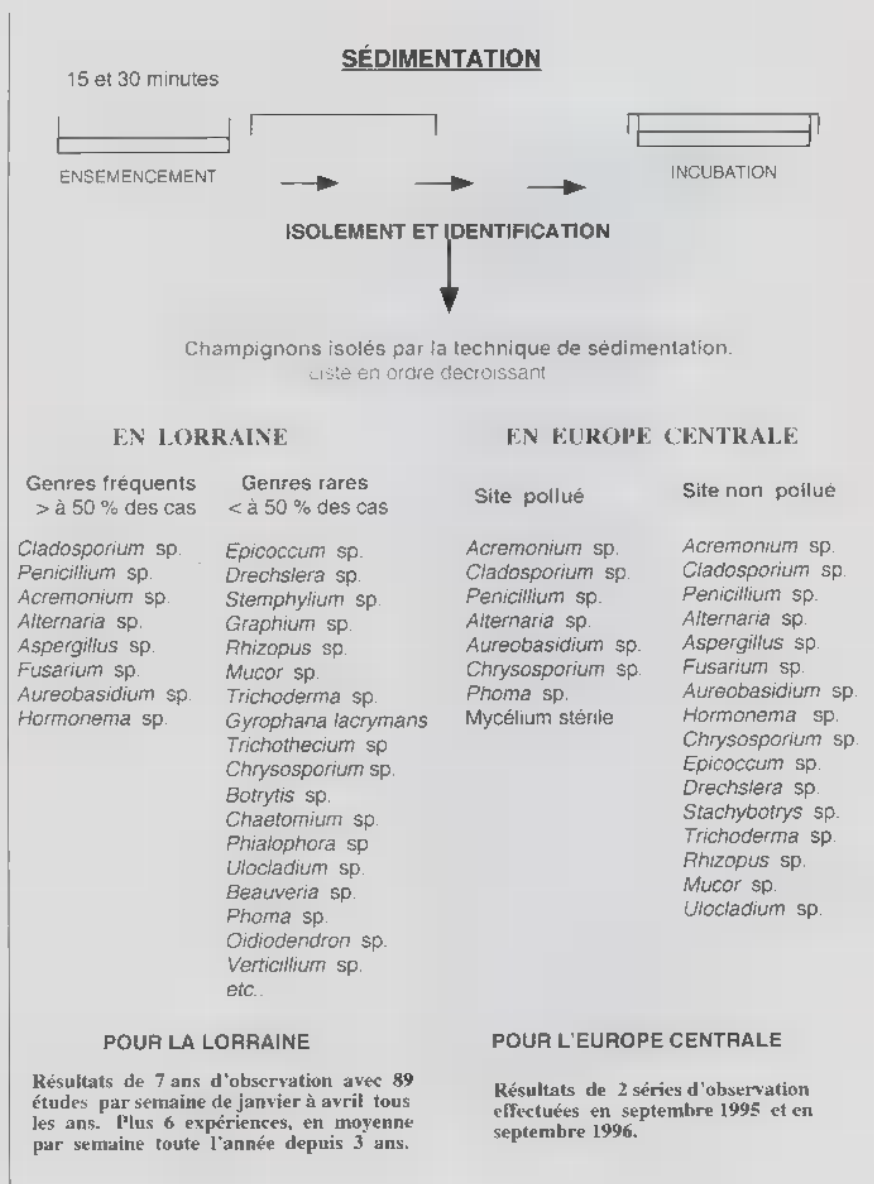 SÉDIMENTATION
15 et 30 minutes
ENSEMENCEMENT
INCUBATION
ISOLEMENT ET IDENTIFICATION
Champignons isolés par la technique de sédimentation.
Liste en ordre decroissant
EN LORRAINE
Genres fréquents
> à 50 % des cas
Cladosporium sp.
Penicillium sp.
Acremonium sp.
Alternaria sp.
Aspergillus sp.
Fusarium sp.
Aureobasidium sp.
Hormonema sp.
Genres rares
< à 50 % des cas
Epicoccum sp.
Drechslera sp.
Stemphylium sp.
Graphium sp.
Rhizopus sp.
Mucor sp.
Trichoderma sp.
Gyrophana lacrymans
Trichothecium sp
Chrysosporium sp.
Botrytis sp.
Chaetomium sp.
Phialophora sp
Ulocladium sp.
Beauveria sp.
Phoma sp.
Oidiodendron sp.
Verticillium sp.
etc..
EN EUROPE CENTRALE
Site pollué
Acremonium sp.
Cladosporium sp.
Penicillium sp.
Alternaria sp.
Aureobasidium sp.
Chrysosporium sp.
Phoma sp.
Mycélium stérile
Site non pollué
Acremonium sp.
Cladosporium sp.
Penicillium sp.
Alternaria sp.
Aspergillus sp.
Fusarium sp.
Aureobasidium sp.
Hormonema sp.
Chrysosporium sp.
Epicoccum sp.
Drechslera sp.
Stachybotrys sp.
Trichoderma sp.
Rhizopus sp.
Mucor sp.
Ulocladium sp.
POUR LA LORRAINE
Résultats de 7 ans d'observation avec 89
études par semaine de janvier à avril tous
les ans. Plus 6 expériences, en moyenne
par semaine toute l'année depuis 3 ans.
POUR L'EUROPE CENTRALE
Résultats de 2 séries d'observation
effectuées en septembre 1995 et en
septembre 1996.